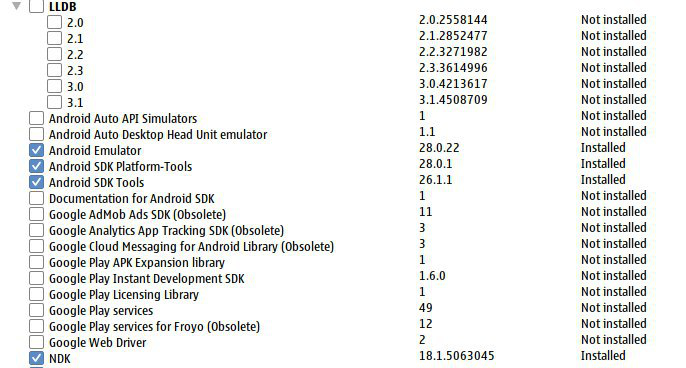 LLDB
2.0 2.0.2558144 Not installed
2.1 2.1.2852477 Not installed
2.2 2.2.3271982 Not installed
2.3 2.3.3614996 Not installed
3.0 3.0.4213617 Not installed
3.1 3.1.4508709 Not installed
Android Auto API Simulators 1 Not installed
Android Auto Desktop Head Unit emulator 1.1 Not installed
Android Emulator 28.0.22 Installed
Android SDK Platform-Tools 28.0.1 Installed
Android SDK Tools 26.1.1 Installed
Documentation for Android SDK 1 Not installed
Google AdMob Ads SDK (Obsolete) 11 Not installed
Google Analytics App Tracking SDK (Obsolete) 3 Not installed
Google Cloud Messaging for Android Library (Obsolete) 3 Not installed
Google Play APK Expansion library 1 Not installed
Google Play Instant Development SDK 1.6.0 Not installed
Google Play Licensing Library 1 Not installed
Google Play services 49 Not installed
Google Play services for Froyo (Obsolete) 12 Not installed
Google Web Driver 2 Not installed
NDK 18.1.5063045 Installed